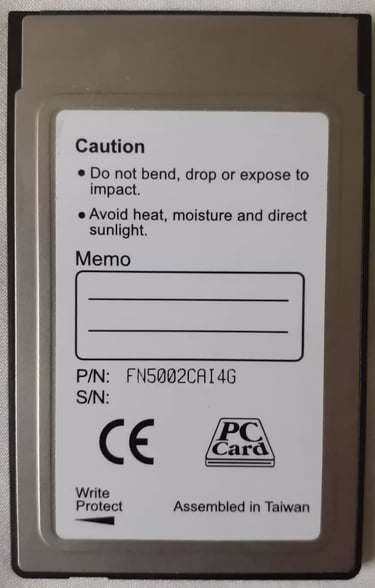 Caution
• Do not bend, drop or expose to
impact.
• Avoid heat, moisture and direct
sunlight.
Memo
P/N: FN5002CAI4G
S/N:
CE
PC
Card
Write
Protect
Assembled in Taiwan